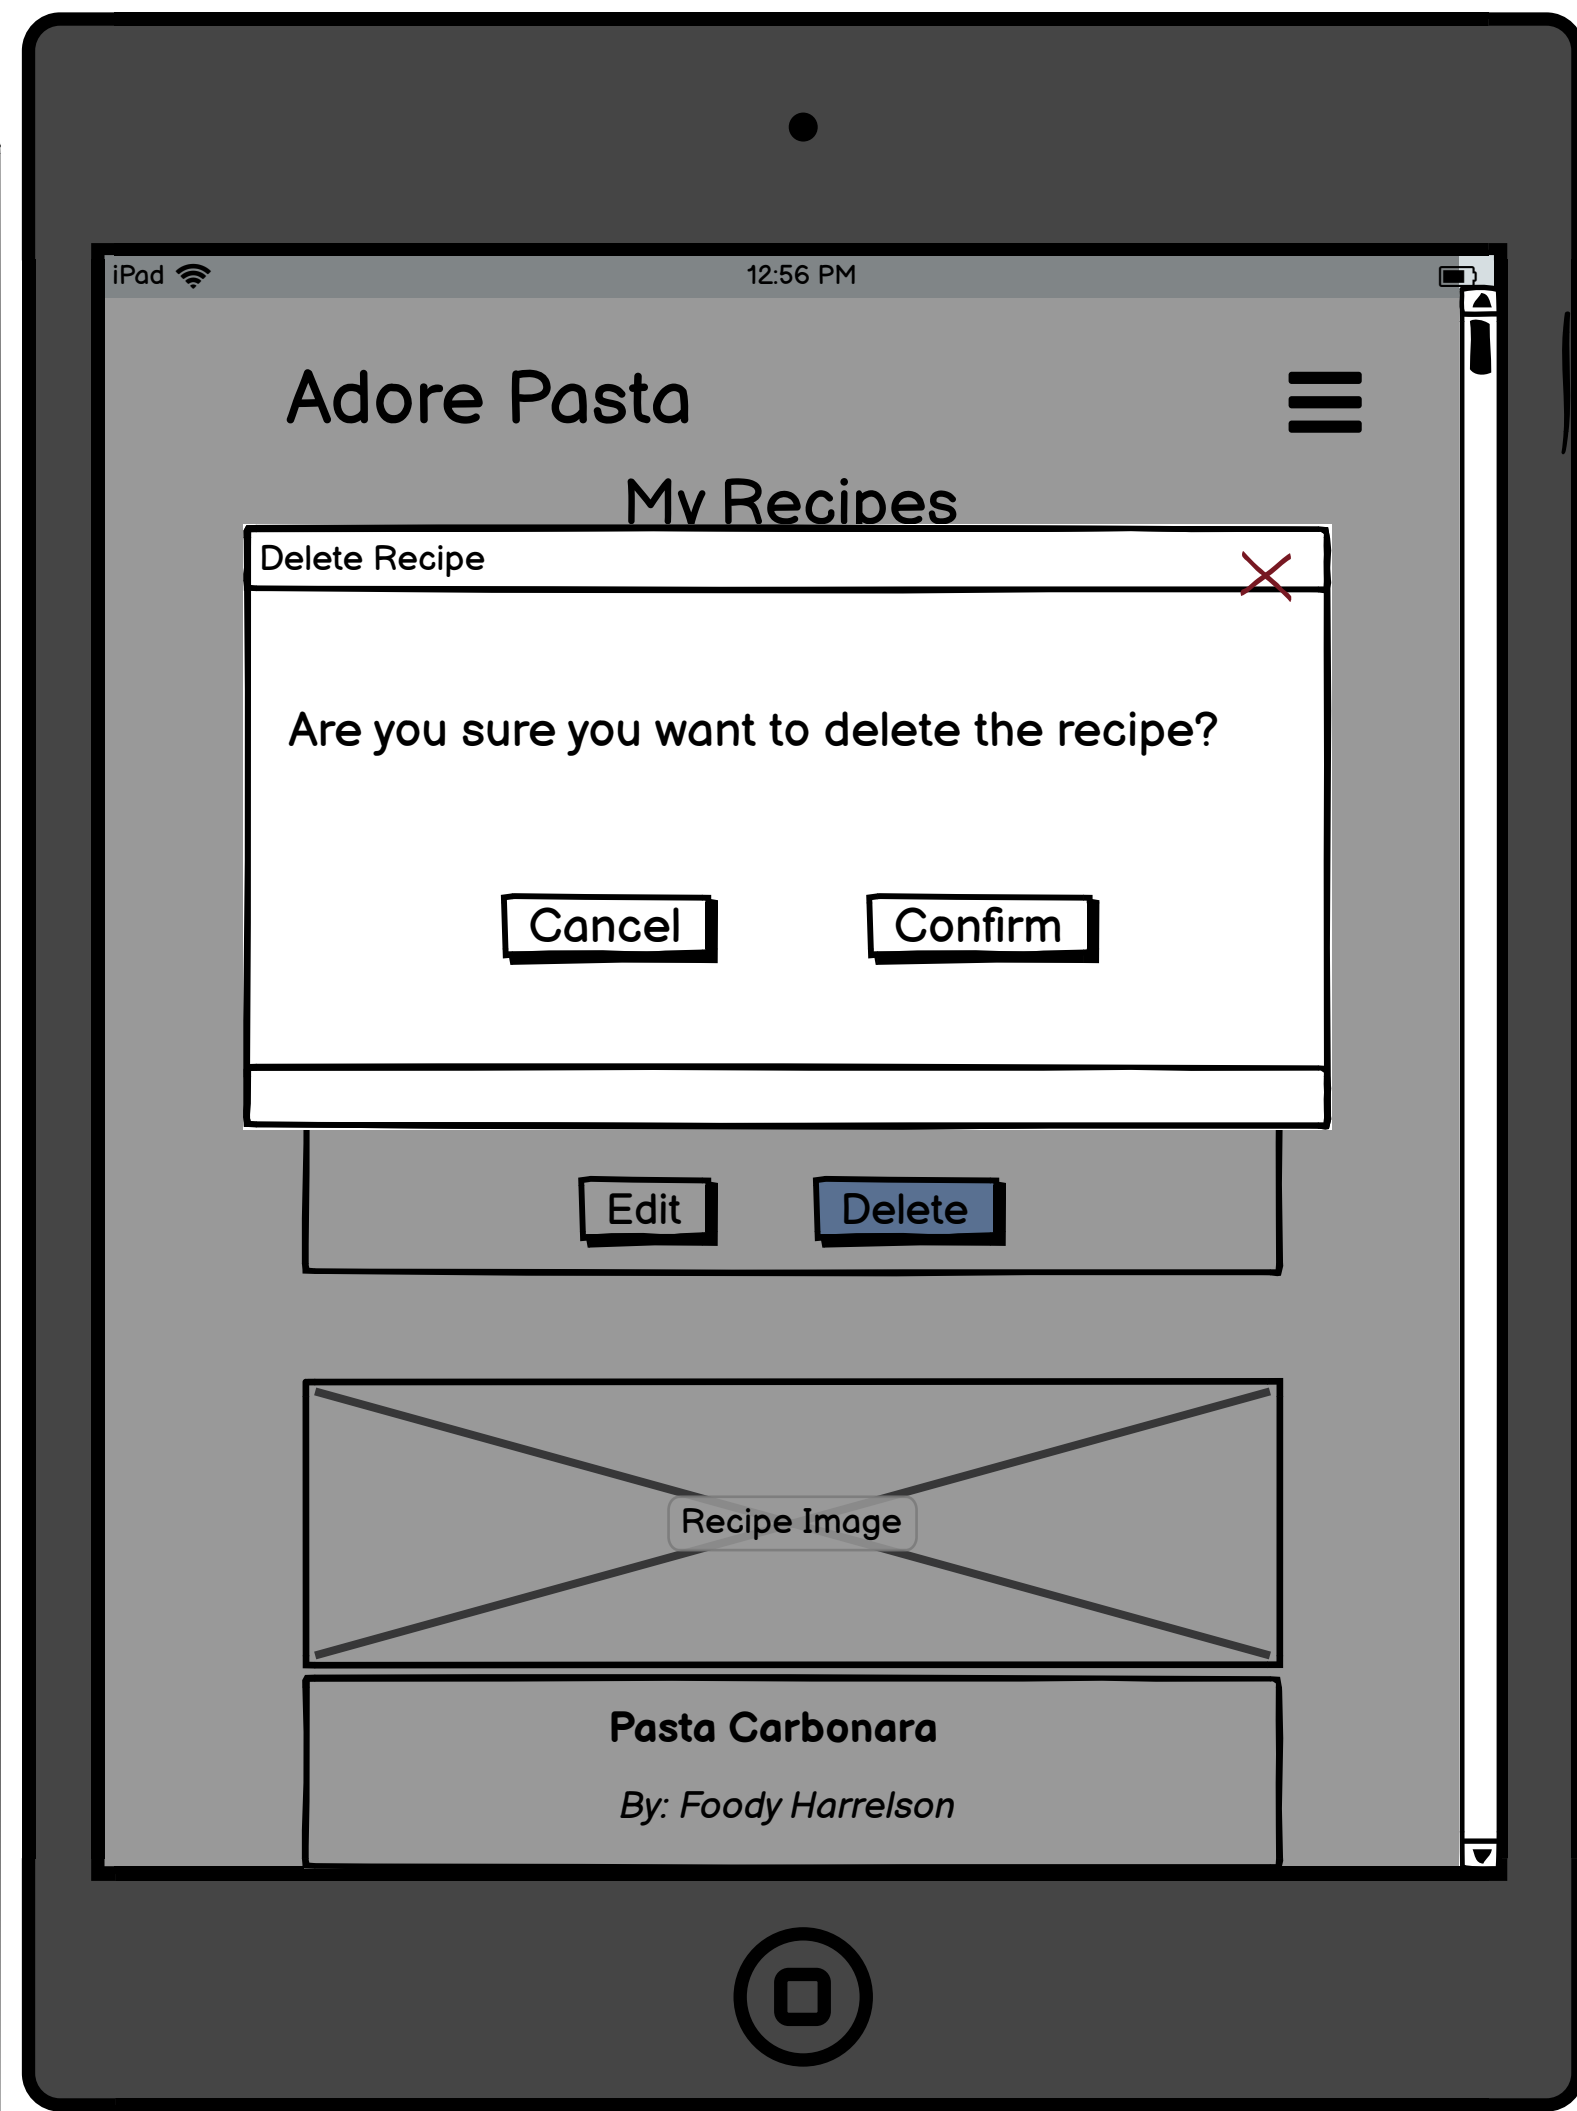 iPad 12:56 PM
Adore Pasta
My Recipes
Delete Recipe
Are you sure you want to delete the recipe?
Cancel Confirm
Edit Delete
Recipe Image
Pasta Carbonara
By: Foody Harrelson